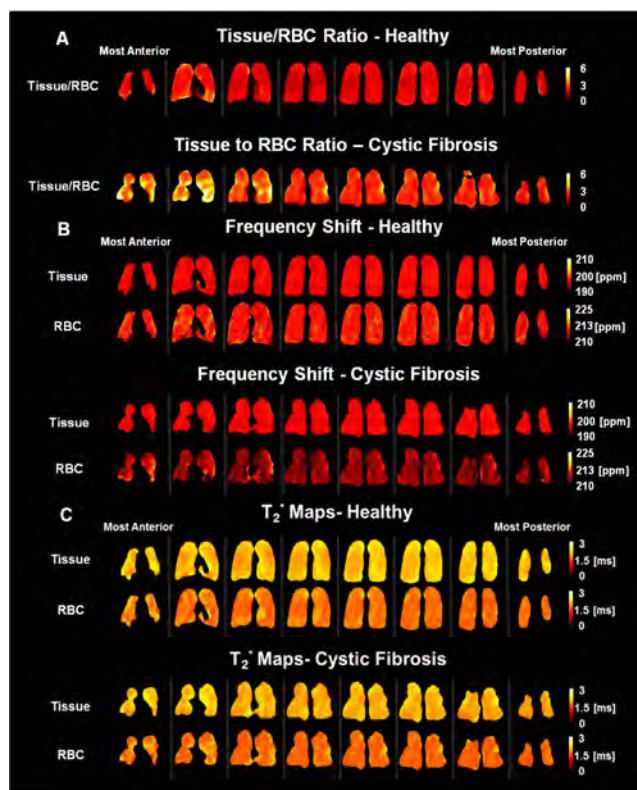 A Tissue/RBC Ratio - Healthy
Most Anterior Most Posterior
Tissue/RBC 6
3
0
Tissue to RBC Ratio – Cystic Fibrosis
Tissue/RBC 6
3
0
B Frequency Shift - Healthy
Most Anterior Most Posterior
Tissue 210
200 [ppm]
190
RBC 225
213 [ppm]
210
Frequency Shift - Cystic Fibrosis
Tissue 210
200 [ppm]
190
RBC 225
213 [ppm]
210
C T2* Maps- Healthy
Most Anterior Most Posterior
Tissue 3
1.5 [ms]
0
RBC 3
1.5 [ms]
0
T2* Maps- Cystic Fibrosis
Tissue 3
1.5 [ms]
0
RBC 3
1.5 [ms]
0